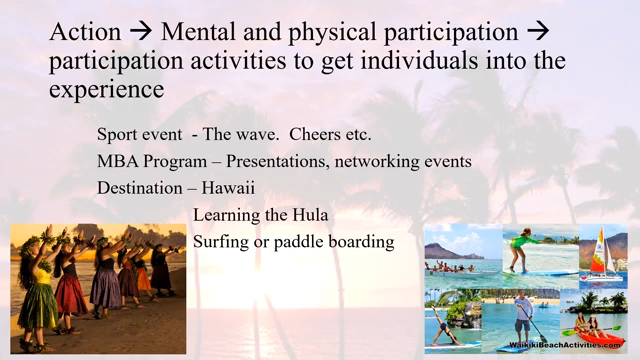 Action → Mental and physical participation →
participation activities to get individuals into the
experience
Sport event - The wave. Cheers etc.
MBA Program – Presentations, networking events
Destination – Hawaii
Learning the Hula
Surfing or paddle boarding
WaikikiBeachActivities.com